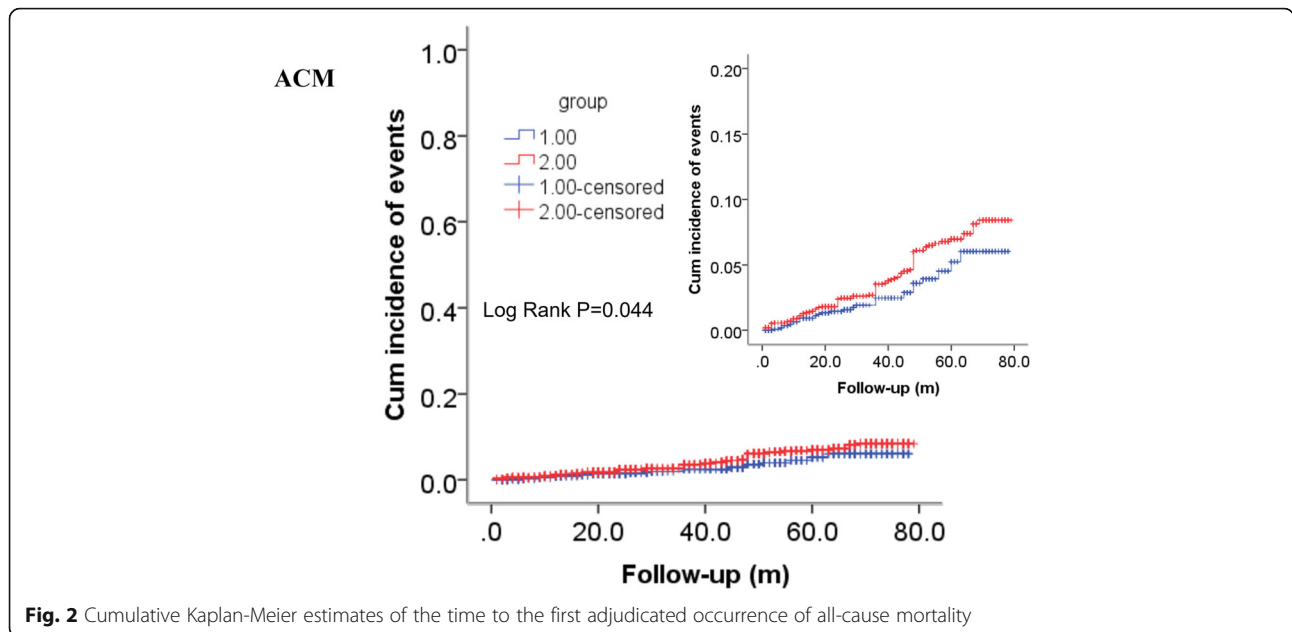 ACM
Cum incidence of events
1.0
0.8
0.6
0.4
0.2
0.0
group
1.00
2.00
1.00-censored
2.00-censored
Log Rank P=0.044
.0 20.0 40.0 60.0 80.0
Follow-up (m)
Cum incidence of events
0.20
0.15
0.10
0.05
0.00
.0 20.0 40.0 60.0 80.0
Follow-up (m)
Fig. 2 Cumulative Kaplan-Meier estimates of the time to the first adjudicated occurrence of all-cause mortality